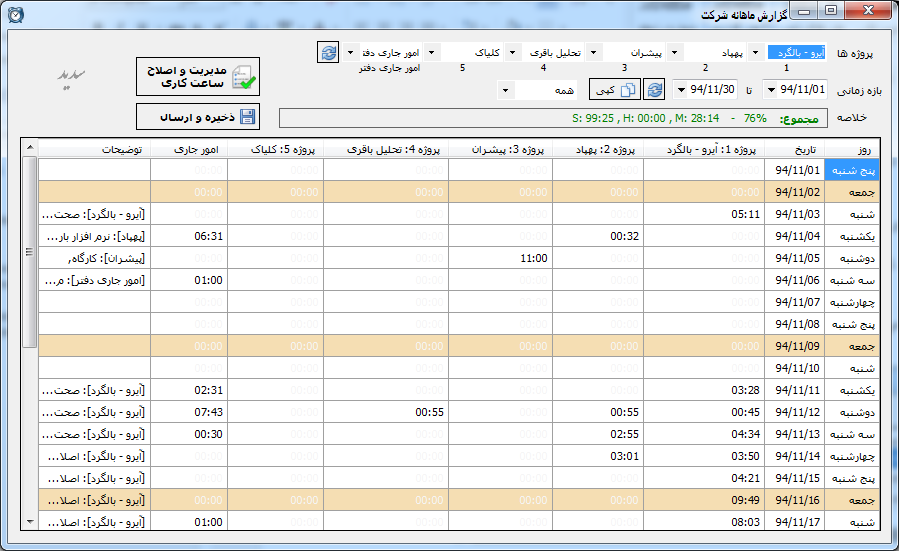 گزارش ماهانه شرکت
پروژه ها آبرو - بالگرد پهپاد پیشران تحلیل باقری کلیاک امور جاری دفتر
1 2 3 4 5 امور جاری دفتر
مدیریت و اصلاح
ساعت کاری
بازه زمانی 94/11/01 تا 94/11/30 کپی همه
ذخیره و ارسال
خلاصه مجموع: S: 99:25 , H: 00:00 , M: 28:14 - 76%
روز تاریخ پروژه 1: آبرو - بالگرد پروژه 2: پهپاد پروژه 3: پیشران پروژه 4: تحلیل باقری پروژه 5: کلیاک امور جاری توضیحات
پنج شنبه 94/11/01 00:00 00:00 00:00 00:00 00:00 00:00
جمعه 94/11/02 00:00 00:00 00:00 00:00 00:00 00:00
شنبه 94/11/03 05:11 00:00 00:00 00:00 00:00 00:00 [آبرو - بالگرد]: صحت...
یکشنبه 94/11/04 00:00 00:32 00:00 00:00 00:00 06:31 [پهپاد]: نرم افزار بار...
دوشنبه 94/11/05 00:00 00:00 11:00 00:00 00:00 00:00 [پیشران]: کارگاه,
سه شنبه 94/11/06 00:00 00:00 00:00 00:00 00:00 01:00 [امور جاری دفتر]: م...
چهارشنبه 94/11/07 00:00 00:00 00:00 00:00 00:00 00:00
پنج شنبه 94/11/08 00:00 00:00 00:00 00:00 00:00 00:00
جمعه 94/11/09 00:00 00:00 00:00 00:00 00:00 00:00
شنبه 94/11/10 00:00 00:00 00:00 00:00 00:00 00:00
یکشنبه 94/11/11 03:28 00:00 00:00 00:00 00:00 02:31 [آبرو - بالگرد]: صحت...
دوشنبه 94/11/12 00:45 00:55 00:00 00:55 00:00 07:43 [آبرو - بالگرد]: صحت...
سه شنبه 94/11/13 04:34 02:55 00:00 00:00 00:00 00:30 [آبرو - بالگرد]: صحت...
چهارشنبه 94/11/14 03:50 03:01 00:00 00:00 00:00 00:00 [آبرو - بالگرد]: اصلا...
پنج شنبه 94/11/15 04:21 00:00 00:00 00:00 00:00 00:00 [آبرو - بالگرد]: اصلا...
جمعه 94/11/16 09:49 00:00 00:00 00:00 00:00 00:00 [آبرو - بالگرد]: اصلا...
شنبه 94/11/17 08:03 00:00 00:00 00:00 00:00 01:00 [آبرو - بالگرد]: اصلا...